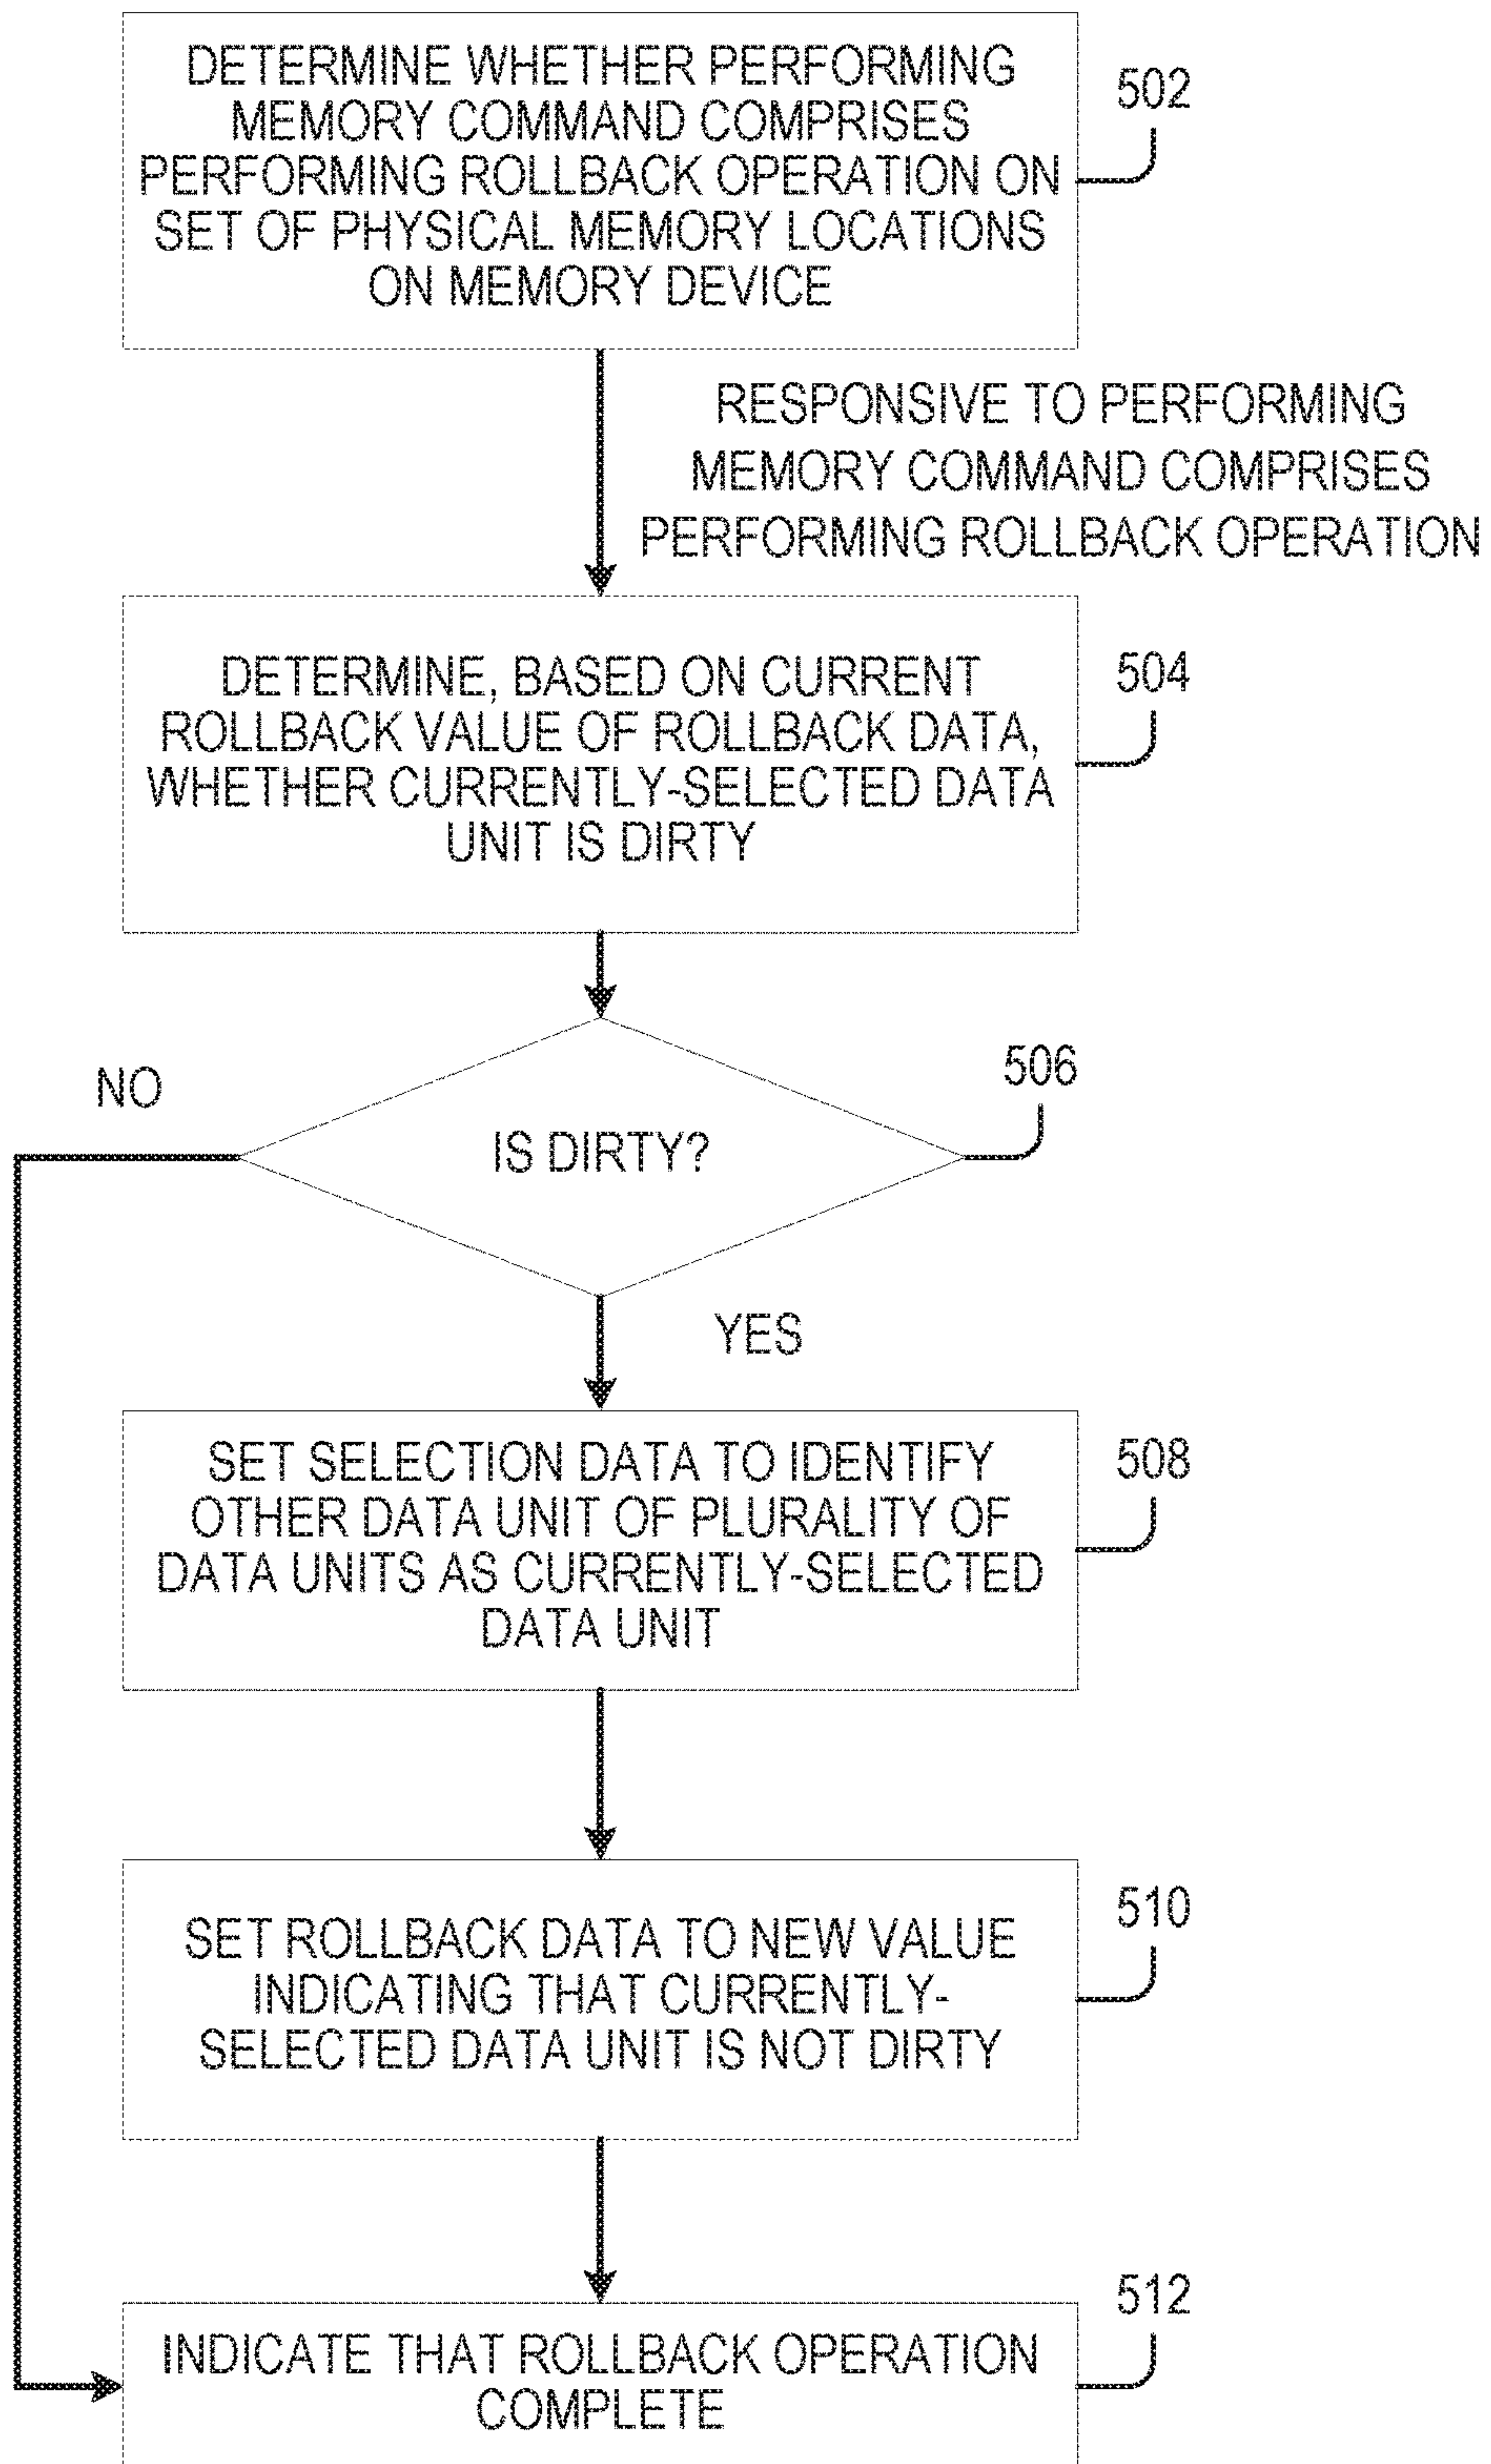 DETERMINE WHETHER PERFORMING
MEMORY COMMAND COMPRISES
PERFORMING ROLLBACK OPERATION ON
SET OF PHYSICAL MEMORY LOCATIONS
ON MEMORY DEVICE
502
RESPONSIVE TO PERFORMING
MEMORY COMMAND COMPRISES
PERFORMING ROLLBACK OPERATION
DETERMINE, BASED ON CURRENT
ROLLBACK VALUE OF ROLLBACK DATA,
WHETHER CURRENTLY-SELECTED DATA
UNIT IS DIRTY
504
NO
IS DIRTY?
506
YES
SET SELECTION DATA TO IDENTIFY
OTHER DATA UNIT OF PLURALITY OF
DATA UNITS AS CURRENTLY-SELECTED
DATA UNIT
508
SET ROLLBACK DATA TO NEW VALUE
INDICATING THAT CURRENTLY-
SELECTED DATA UNIT IS NOT DIRTY
510
INDICATE THAT ROLLBACK OPERATION
COMPLETE
512